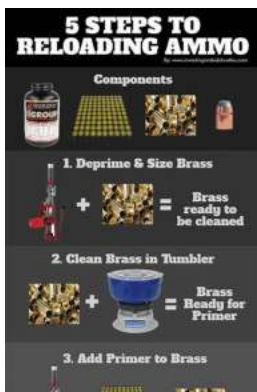 5 STEPS TO
RELOADING AMMO
Components
1. Deprime & Size Brass
+
=
Brass
ready to
be cleaned
2. Clean Brass in Tumbler
+
=
Brass
Ready for
Primer
3. Add Primer to Brass